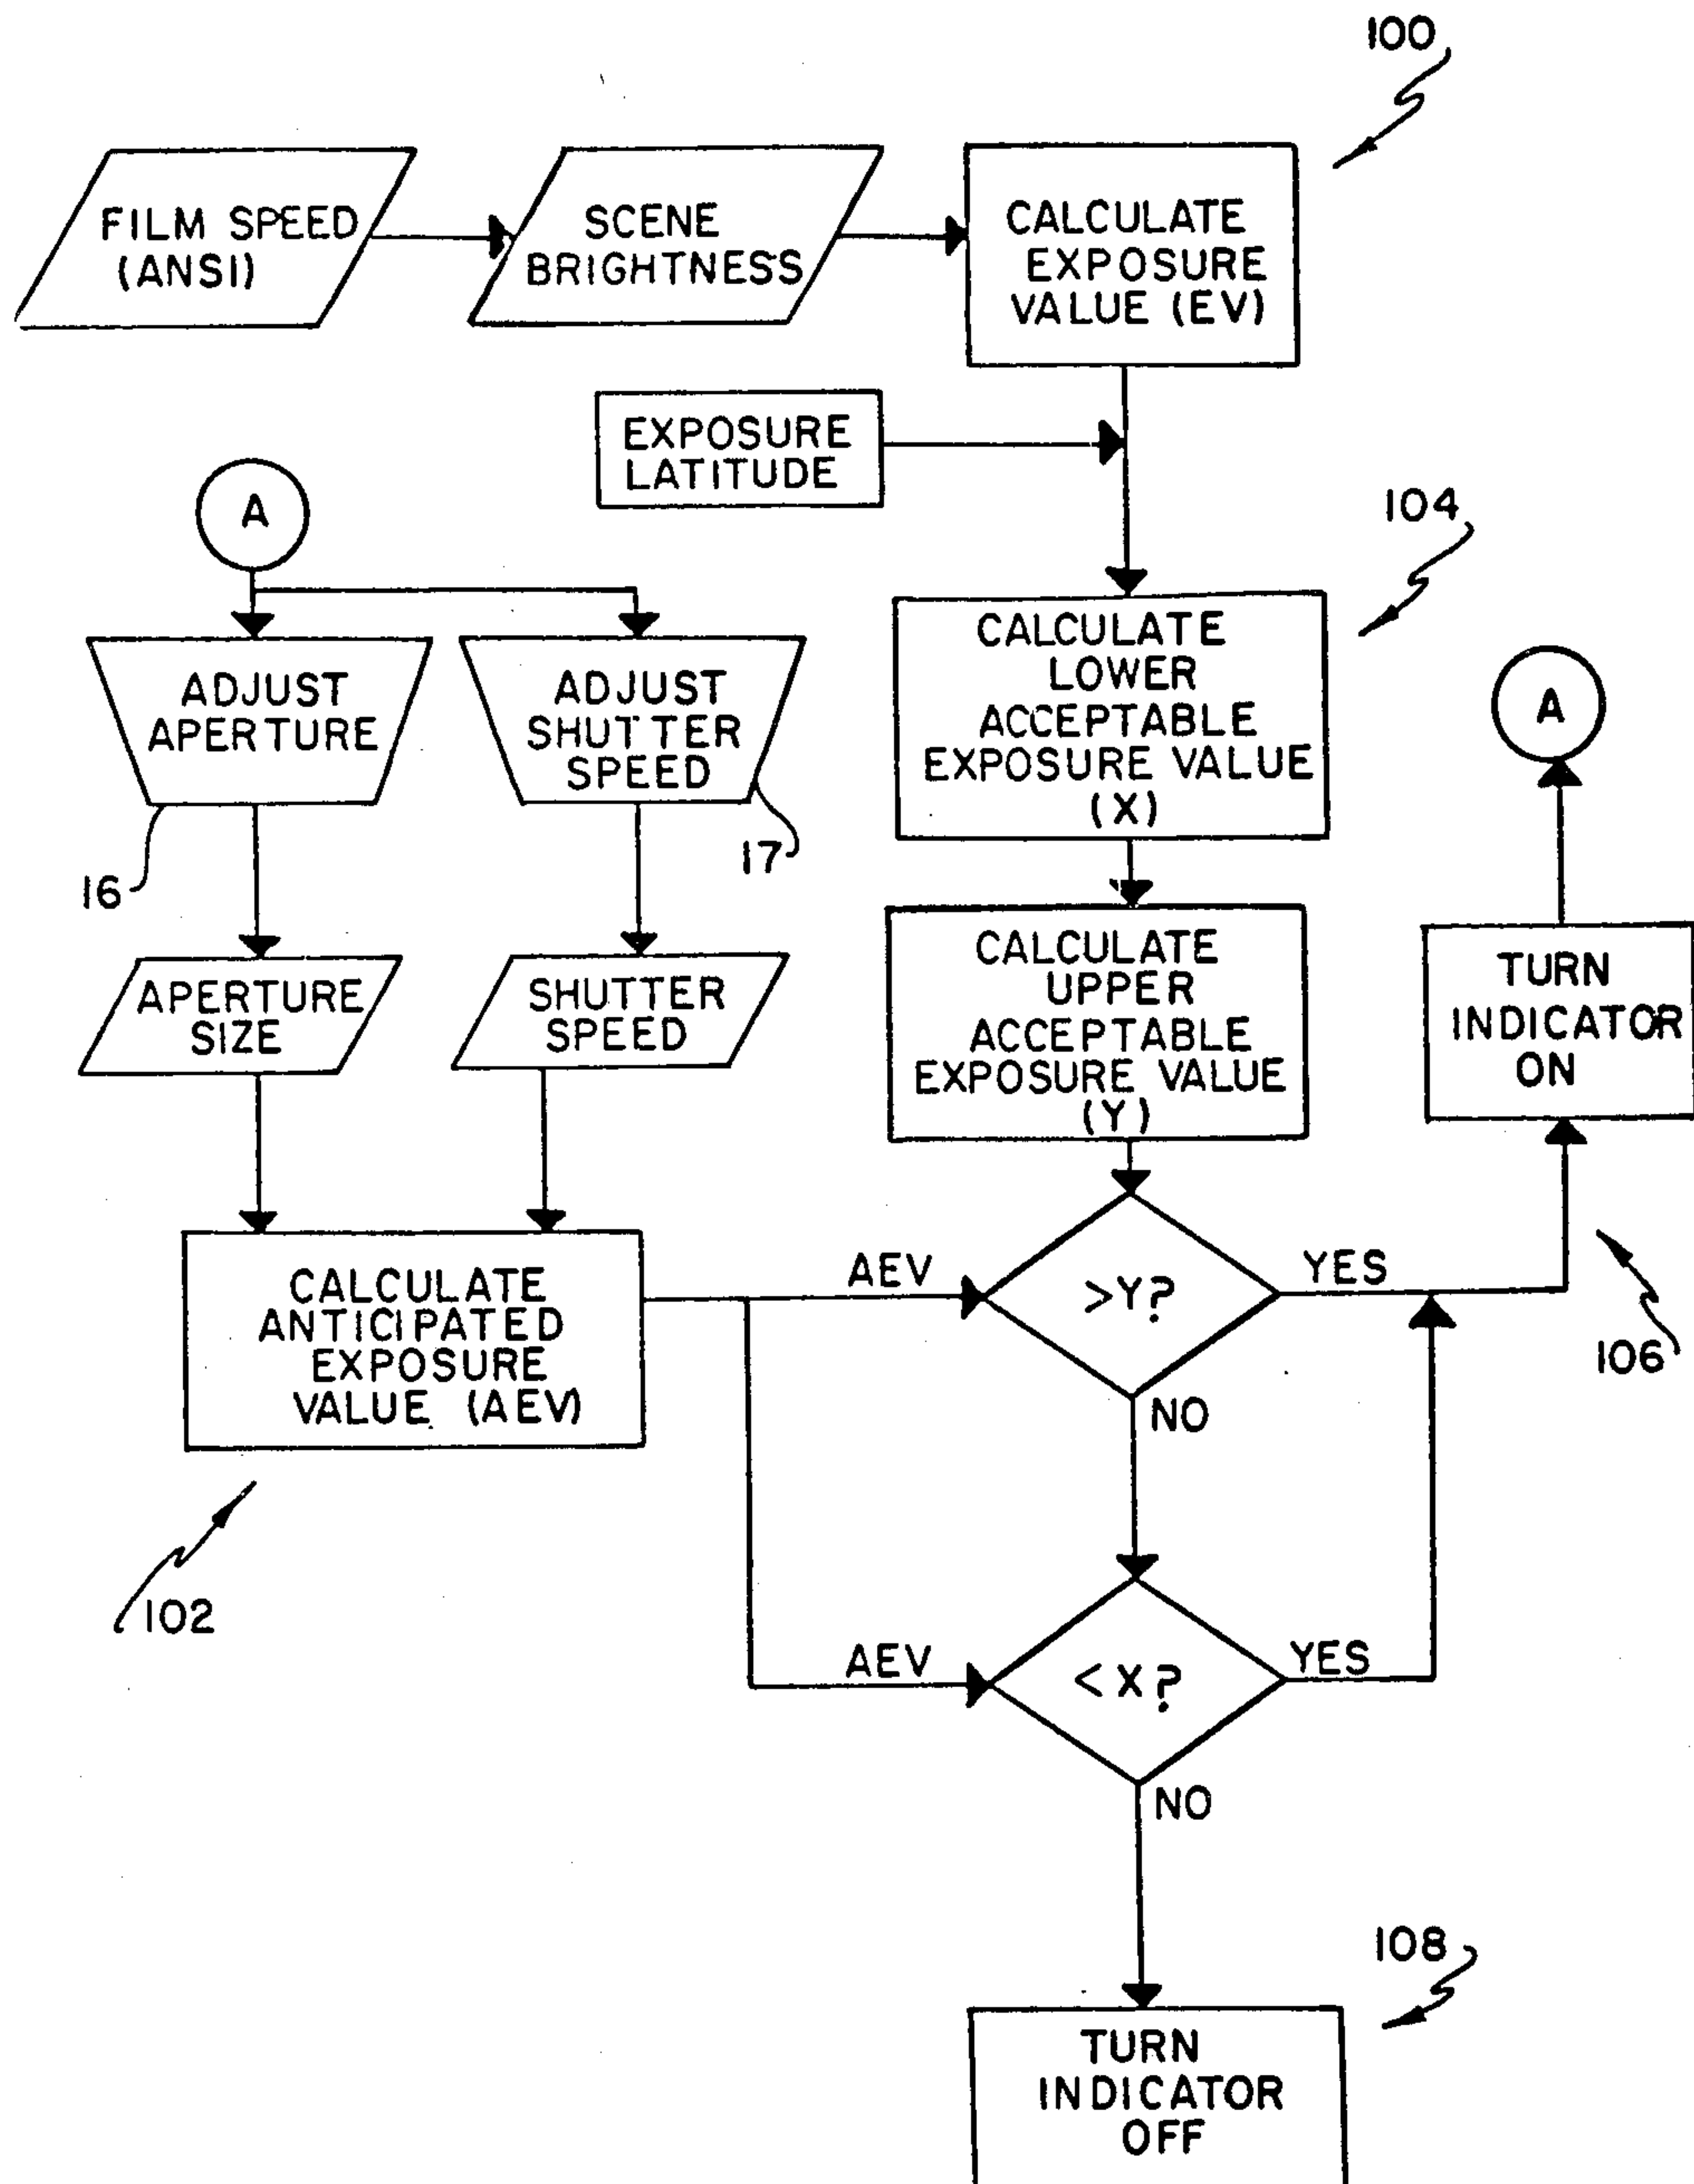 100
FILM SPEED
(ANSI)
SCENE
BRIGHTNESS
CALCULATE
EXPOSURE
VALUE (EV)
EXPOSURE
LATITUDE
104
A
ADJUST
APERTURE
ADJUST
SHUTTER
SPEED
16
17
CALCULATE
LOWER
ACCEPTABLE
EXPOSURE VALUE
(X)
A
APERTURE
SIZE
SHUTTER
SPEED
CALCULATE
UPPER
ACCEPTABLE
EXPOSURE VALUE
(Y)
TURN
INDICATOR
ON
CALCULATE
ANTICIPATED
EXPOSURE
VALUE (AEV)
AEV
>Y?
YES
NO
106
102
AEV
<X?
YES
NO
108
TURN
INDICATOR
OFF